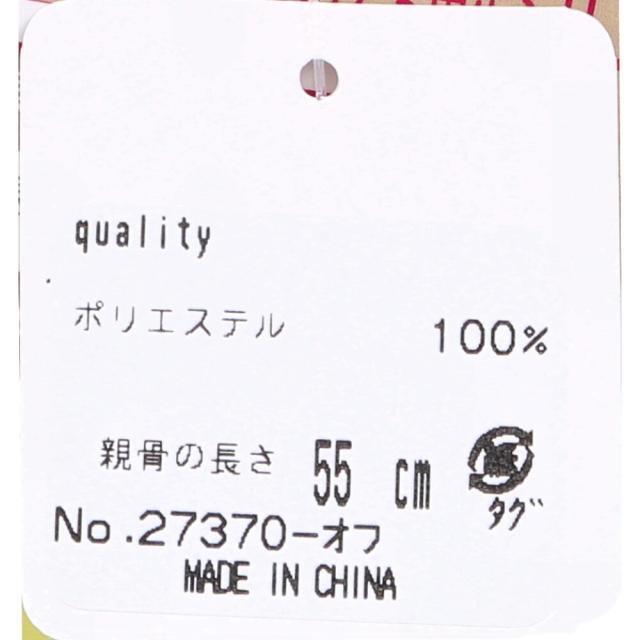 quality
ポリエステル 100%
親骨の長さ 55 cm
タグ
No.27370-オフ
MADE IN CHINA